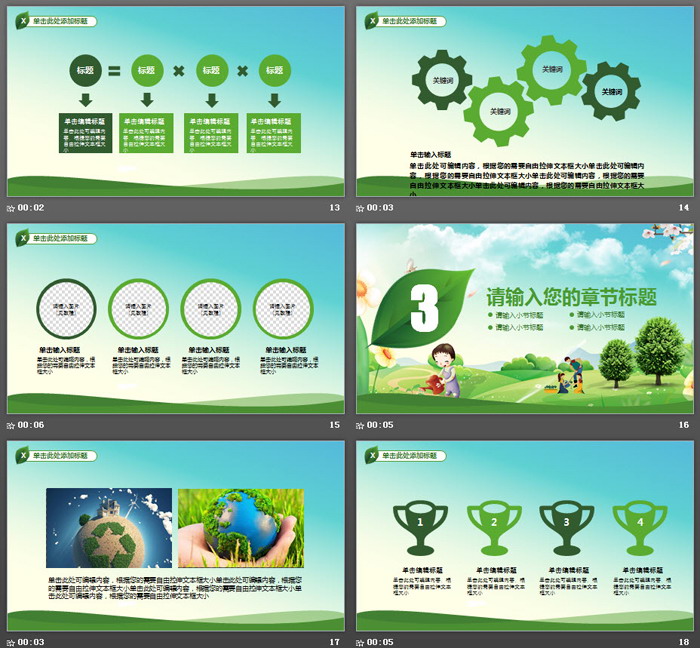 X 单击此处添加标题
标题 = 标题 × 标题 × 标题
单击编辑标题 单击编辑标题 单击编辑标题 单击编辑标题
单击此处可编辑内 单击此处可编辑内 单击此处可编辑内 单击此处可编辑内
容，根据您的需要 容，根据您的需要 容，根据您的需要 容，根据您的需要
自由拉伸文本框大 自由拉伸文本框大 自由拉伸文本框大 自由拉伸文本框大
小 小 小 小
00:02 13
X 单击此处添加标题
关键词 关键词 关键词 关键词
单击输入标题
单击此处可编辑内容，根据您的需要自由拉伸文本框大小单击此处可编辑内
容，根据您的需要自由拉伸文本框大小单击此处可编辑内容，根据您的需要
自由拉伸文本框大小单击此处可编辑内容，根据您的需要自由拉伸文本框大
小
00:03 14
X 单击此处添加标题
请插入图片 请插入图片 请插入图片 请插入图片
（见教程） （见教程） （见教程） （见教程）
单击输入标题 单击输入标题 单击输入标题 单击输入标题
单击此处可编辑内容，根 单击此处可编辑内容，根 单击此处可编辑内容，根 单击此处可编辑内容，根
据您的需要自由拉伸文本 据您的需要自由拉伸文本 据您的需要自由拉伸文本 据您的需要自由拉伸文本
框大小 框大小 框大小 框大小
00:06 15
3
请输入您的章节标题
请输入小节标题 请输入小节标题
请输入小节标题 请输入小节标题
00:05 16
X 单击此处添加标题
单击此处可编辑内容，根据您的需要自由拉伸文本框大小单击此处可编辑内容，根据您
的需要自由拉伸文本框大小单击此处可编辑内容，根据您的需要自由拉伸文本框大小单
击此处可编辑内容，根据您的需要自由拉伸文本框大小
00:03 17
X 单击此处添加标题
1 2 3 4
单击编辑标题 单击编辑标题 单击编辑标题 单击编辑标题
单击此处可编辑内容，根 单击此处可编辑内容，根 单击此处可编辑内容，根 单击此处可编辑内容，根
据您的需要自由拉伸文本 据您的需要自由拉伸文本 据您的需要自由拉伸文本 据您的需要自由拉伸文本
框大小 框大小 框大小 框大小
00:05 18